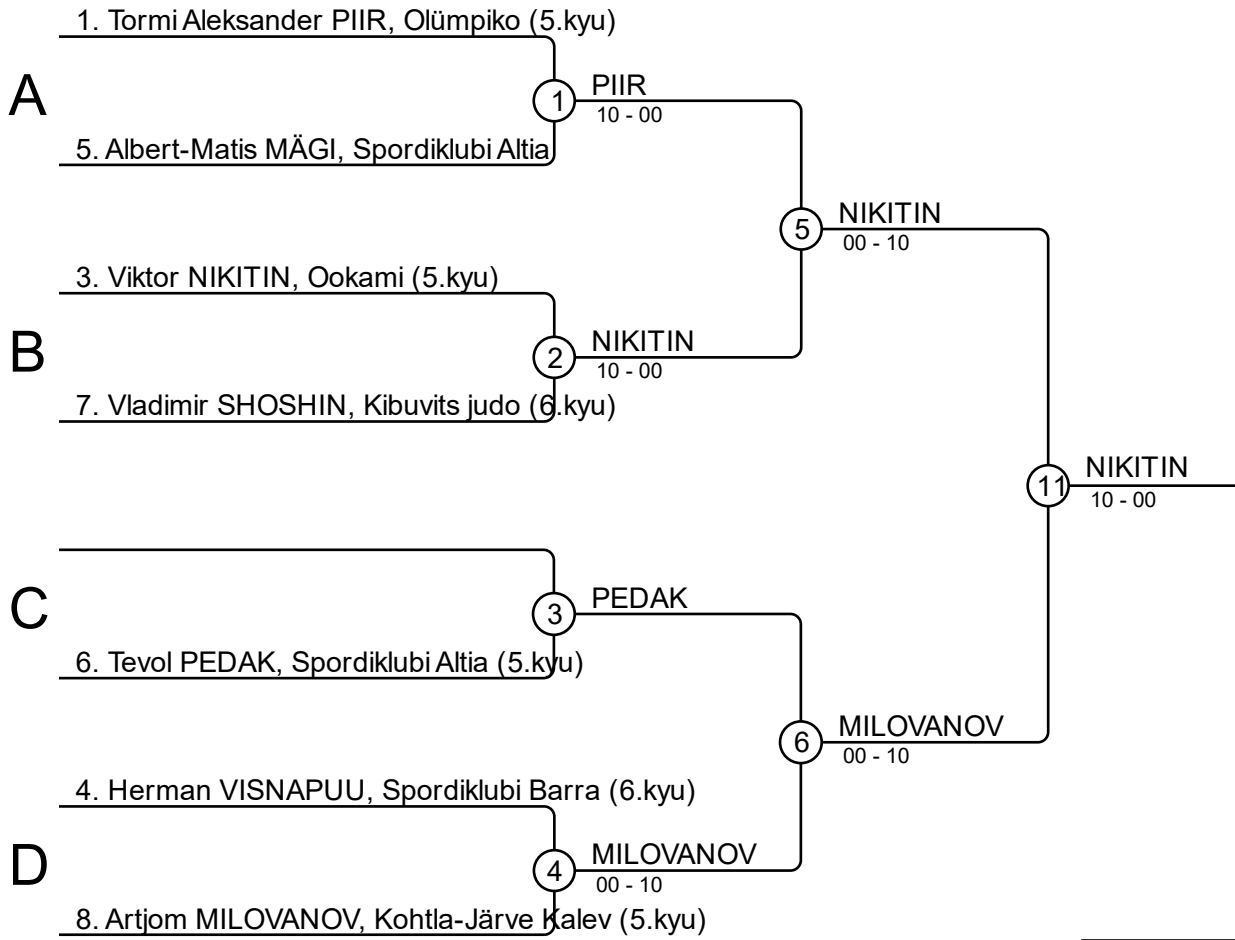 1. Tormi Aleksander PIIR, Olümpiko (5.kyu)
A
1
PIIR
10 - 00
5. Albert-Matis MÄGI, Spordiklubi Altia
5
NIKITIN
00 - 10
3. Viktor NIKITIN, Ookami (5.kyu)
B
2
NIKITIN
10 - 00
7. Vladimir SHOSHIN, Kibuvits judo (6.kyu)
11
NIKITIN
10 - 00
C
3
PEDAK
6. Tevol PEDAK, Spordiklubi Altia (5.kyu)
6
MILOVANOV
00 - 10
4. Herman VISNAPUU, Spordiklubi Barra (6.kyu)
D
4
MILOVANOV
00 - 10
8. Artjom MILOVANOV, Kohtla-Järve Kalev (5.kyu)